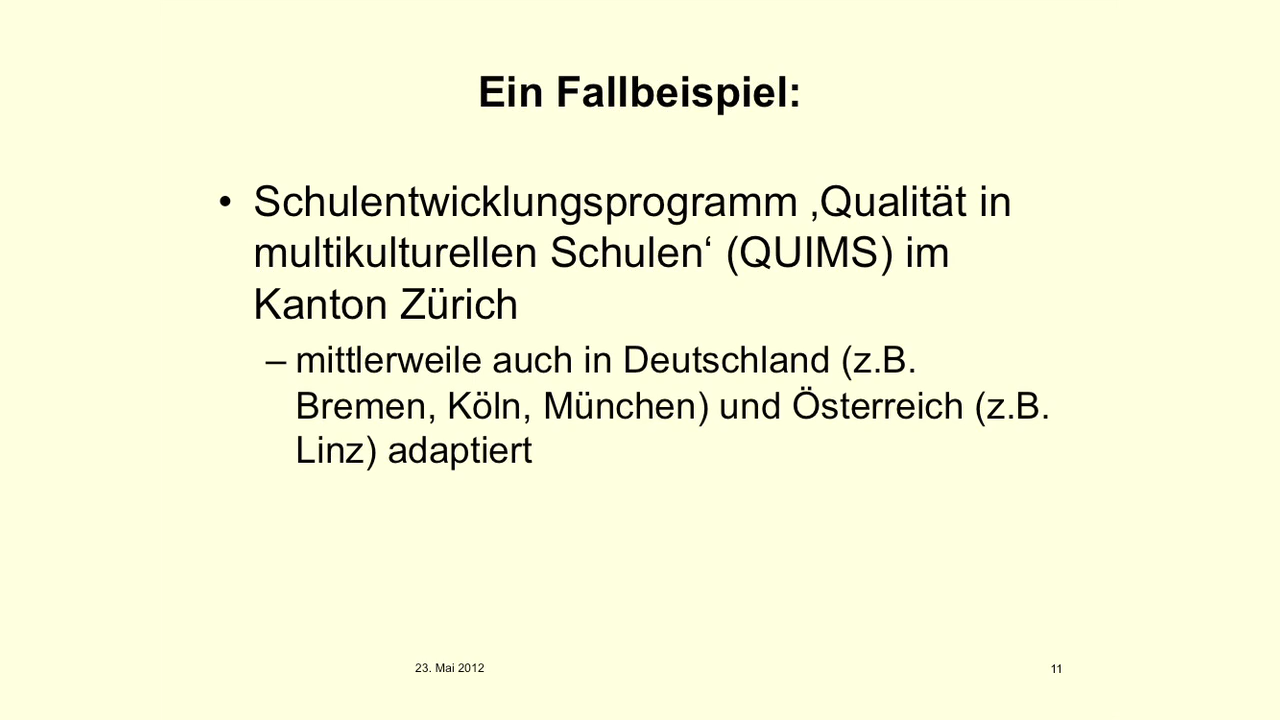 Ein Fallbeispiel:
• Schulentwicklungsprogramm ‚Qualität in
multikulturellen Schulen‘ (QUIMS) im
Kanton Zürich
– mittlerweile auch in Deutschland (z.B.
Bremen, Köln, München) und Österreich (z.B.
Linz) adaptiert
23. Mai 2012
11